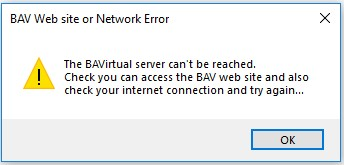 BAV Web site or Network Error
The BAVirtual server can't be reached.
Check you can access the BAV web site and also
check your internet connection and try again...
OK